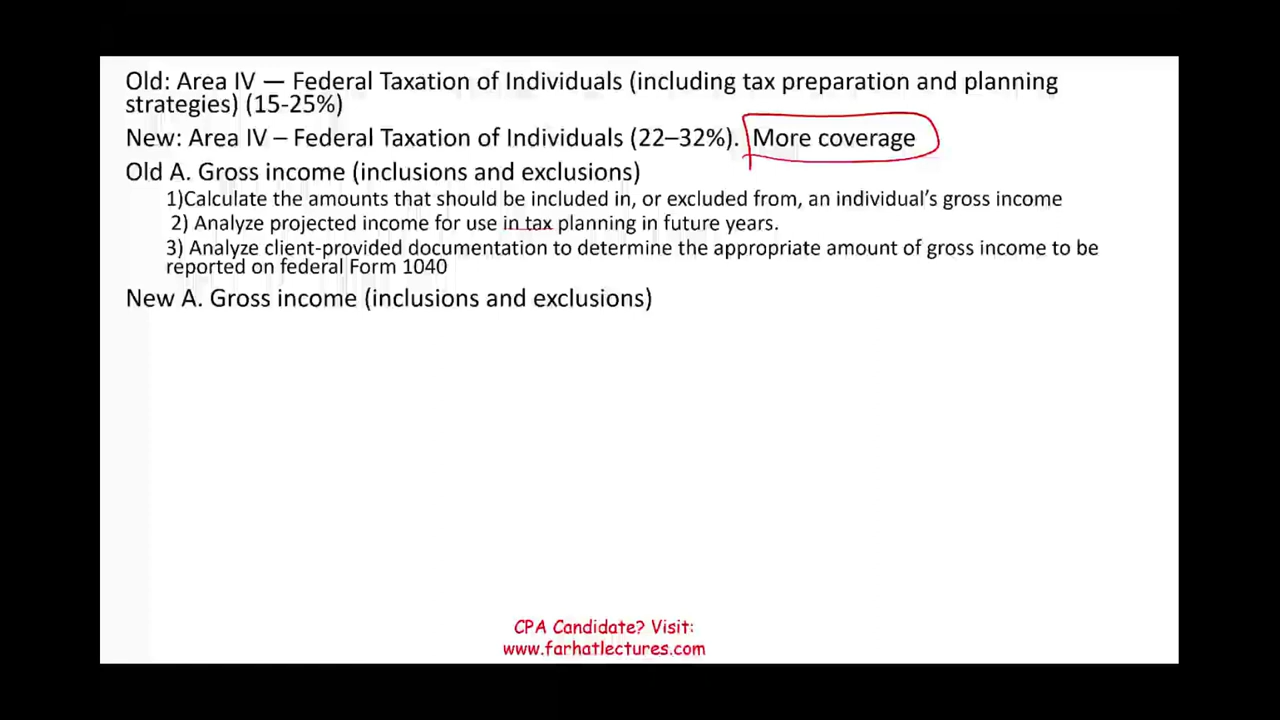 Old: Area IV — Federal Taxation of Individuals (including tax preparation and planning
strategies) (15-25%)
New: Area IV – Federal Taxation of Individuals (22–32%). More coverage
Old A. Gross income (inclusions and exclusions)
1)Calculate the amounts that should be included in, or excluded from, an individual's gross income
2) Analyze projected income for use in tax planning in future years.
3) Analyze client-provided documentation to determine the appropriate amount of gross income to be
reported on federal Form 1040
New A. Gross income (inclusions and exclusions)
CPA Candidate? Visit:
www.farhatlectures.com